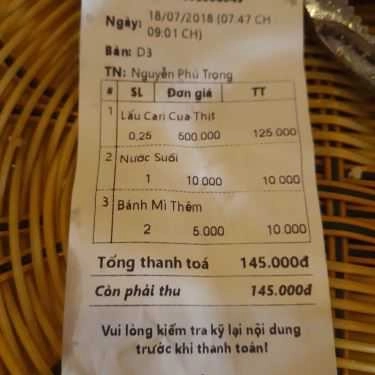 Ngày: 18/07/2018 (07:47 CH
09:01 CH)
Bàn: D3
TN: Nguyễn Phú Trọng
# SL Đơn giá TT
1 Lẩu Cari Cua Thịt
0,25 500.000 125.000
2 Nước Suối
1 10.000 10.000
3 Bánh Mì Thêm
2 5.000 10.000
Tổng thanh toá 145.000đ
Còn phải thu 145.000đ
Vui lòng kiểm tra kỹ lại nội dung
trước khi thanh toán!